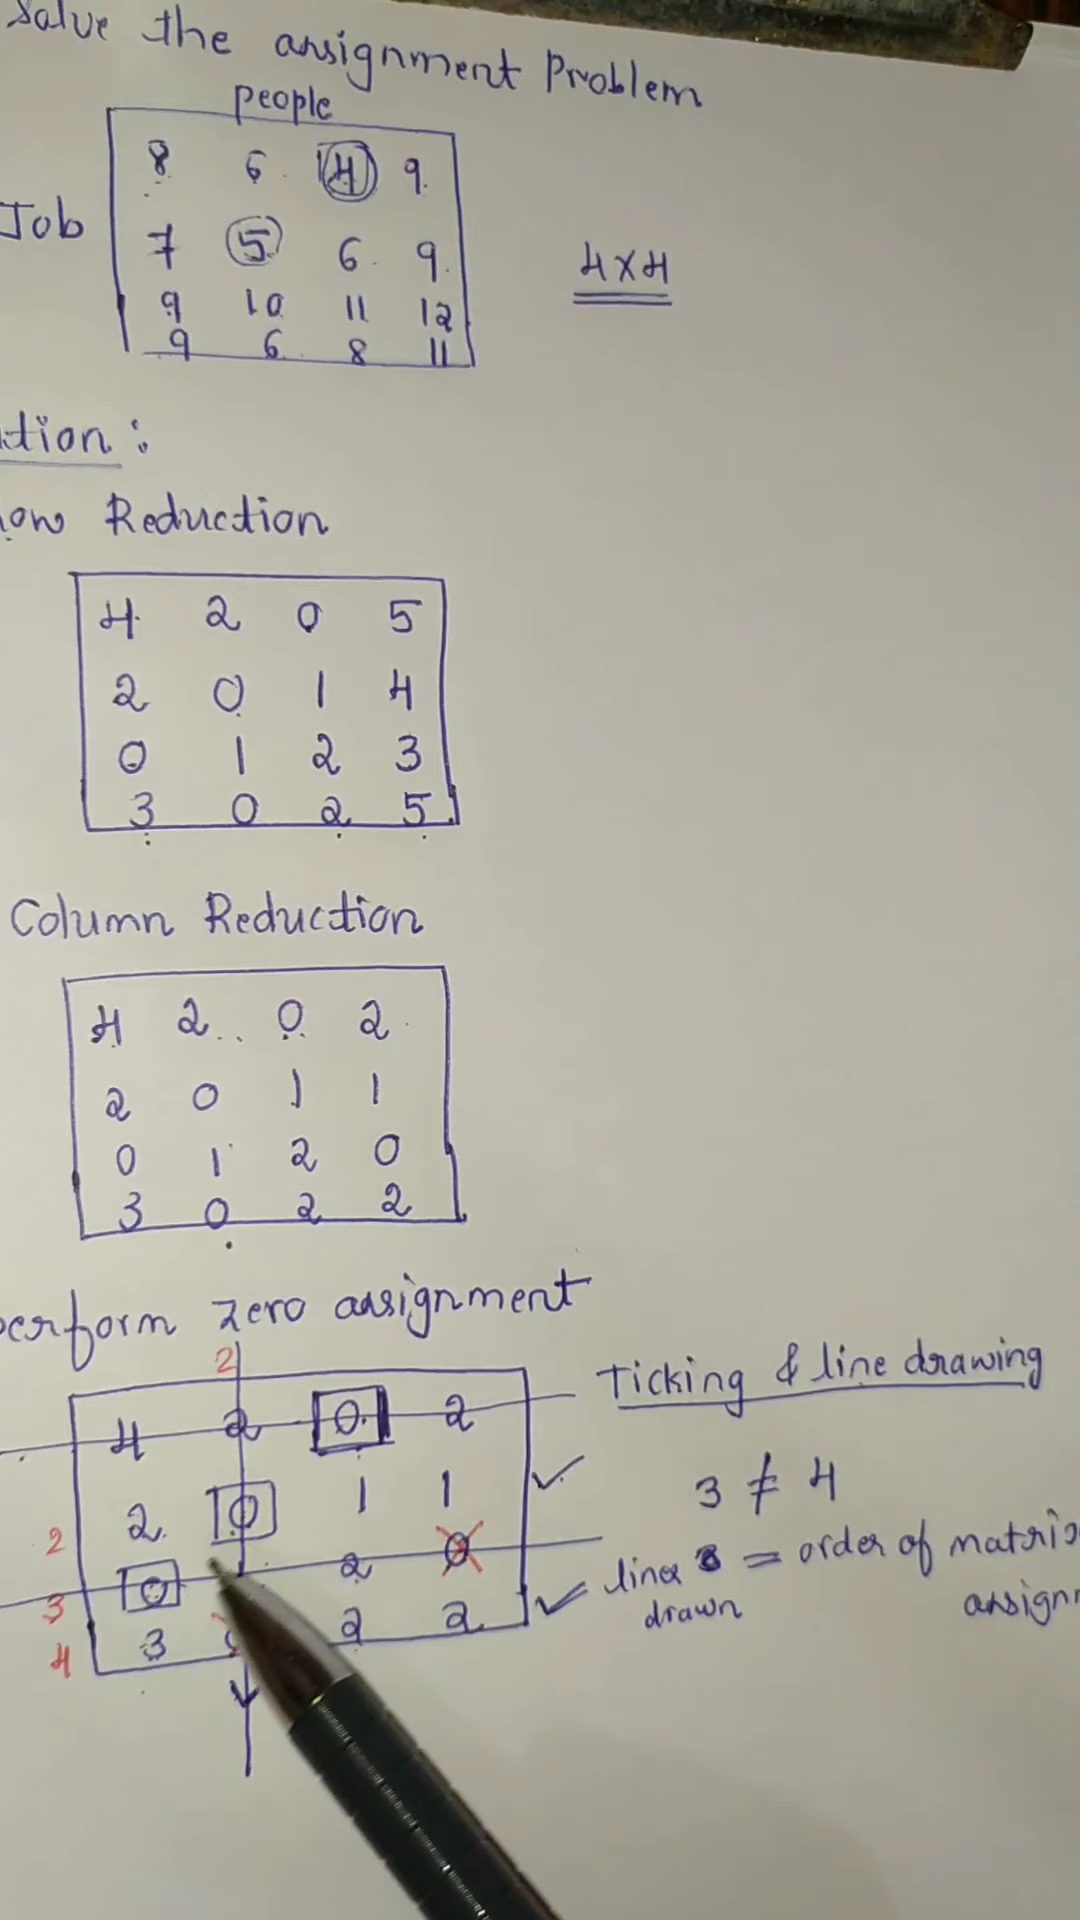 Solve the assignment Problem
people
8 6 4 9
Job
7 5 6 9
4x4
9 10 11 12
9 6 8 11
ation :
row Reduction
4 2 0 5
2 0 1 4
0 1 2 3
3 0 2 5
Column Reduction
4 2 0 2
2 0 1 1
0 1 2 0
3 0 2 2
perform zero assignment
2
Ticking & line drawing
4 2 0 2
2 0 1 1
3 ≠ 4
2
0 2 0
lines = order of matrix
3
drawn assign
3 2 2
4